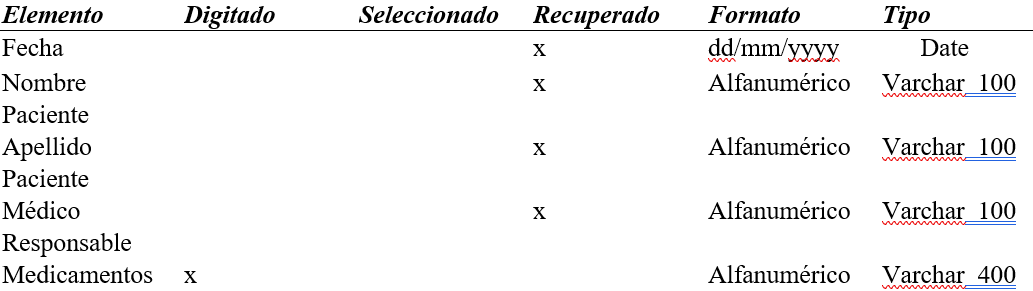 Elemento Digitado Seleccionado Recuperado Formato Tipo
Fecha x dd/mm/yyyy Date
Nombre x Alfanumérico Varchar 100
Paciente
Apellido x Alfanumérico Varchar 100
Paciente
Médico x Alfanumérico Varchar 100
Responsable
Medicamentos x Alfanumérico Varchar 400